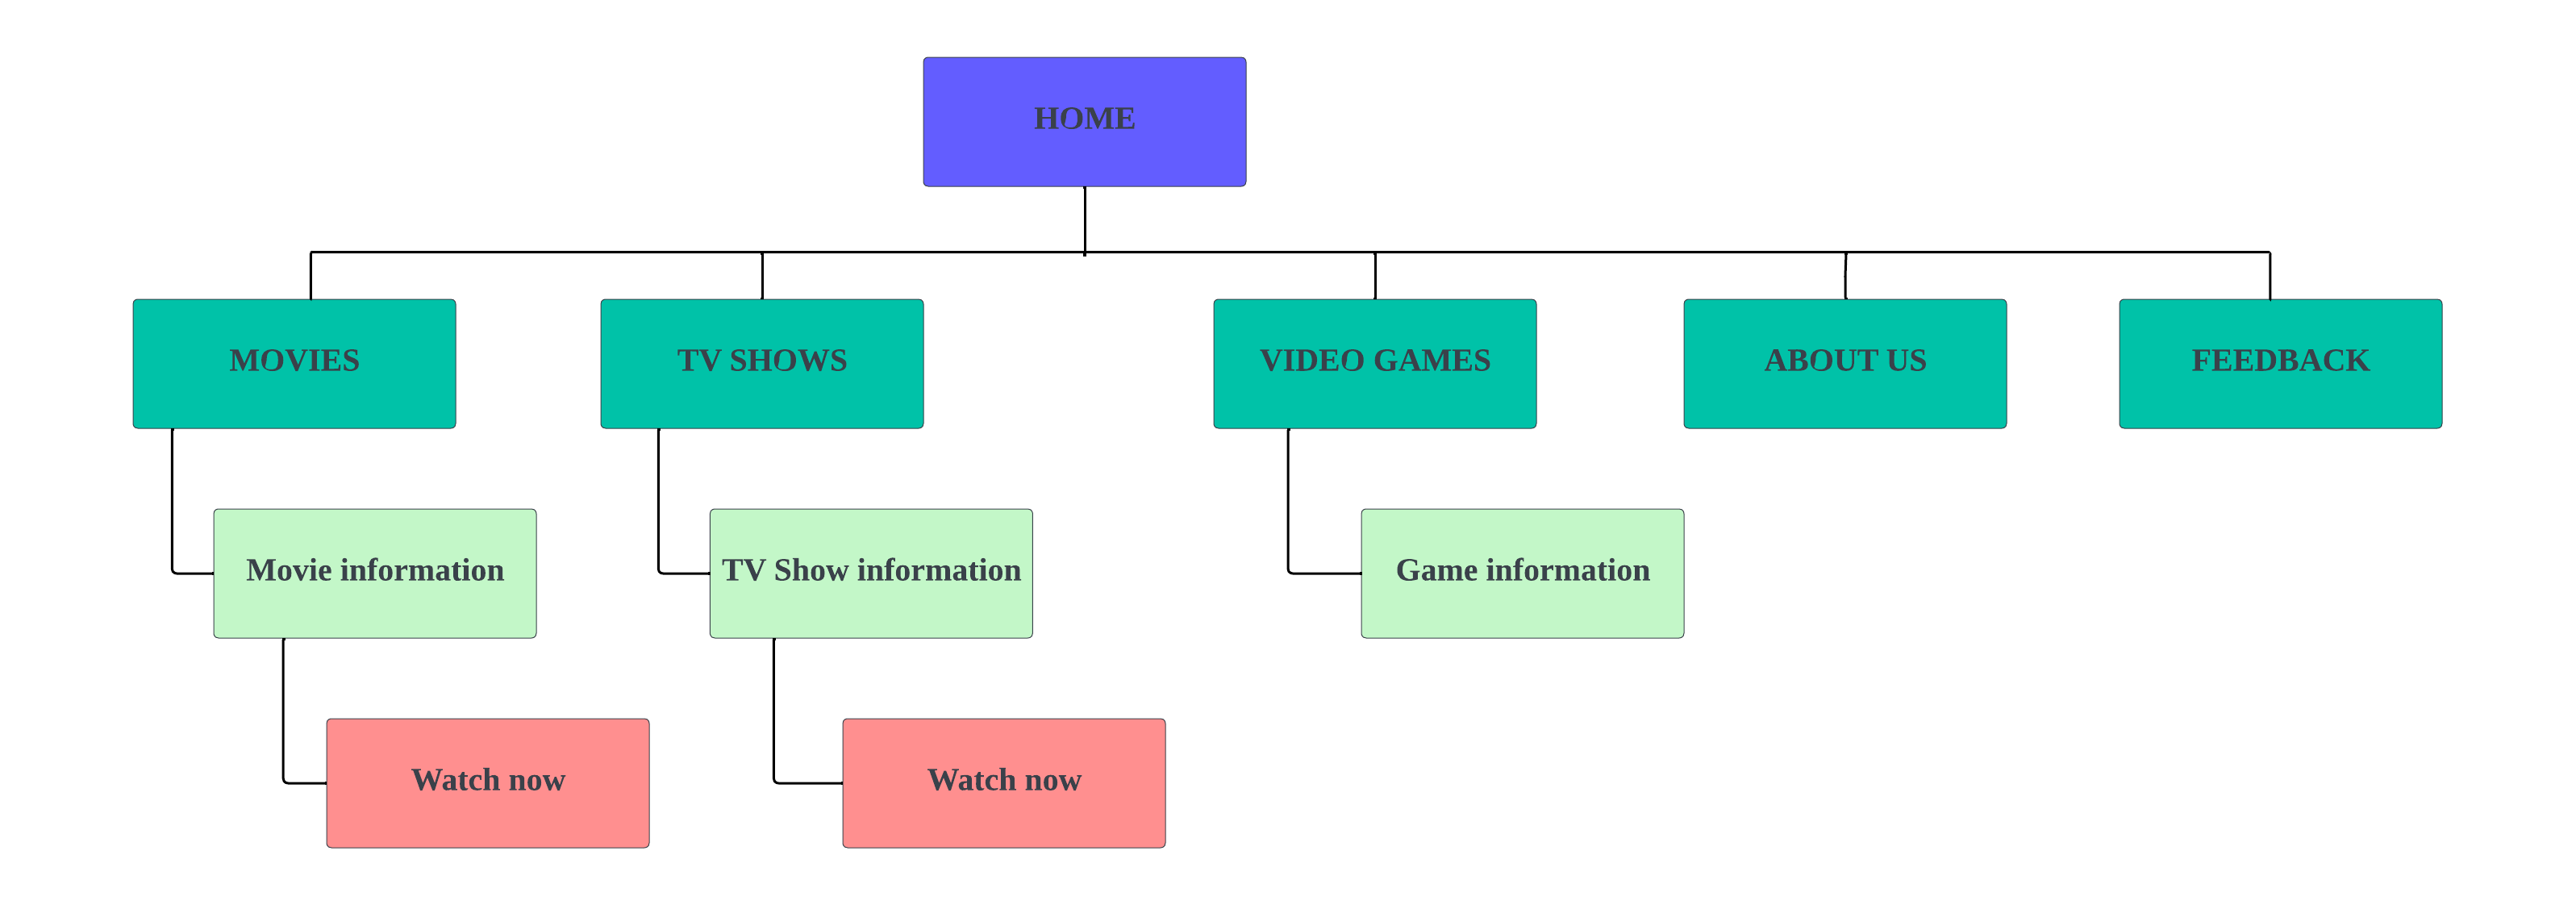 HOME
MOVIES
TV SHOWS
VIDEO GAMES
ABOUT US
FEEDBACK
Movie information
TV Show information
Game information
Watch now
Watch now